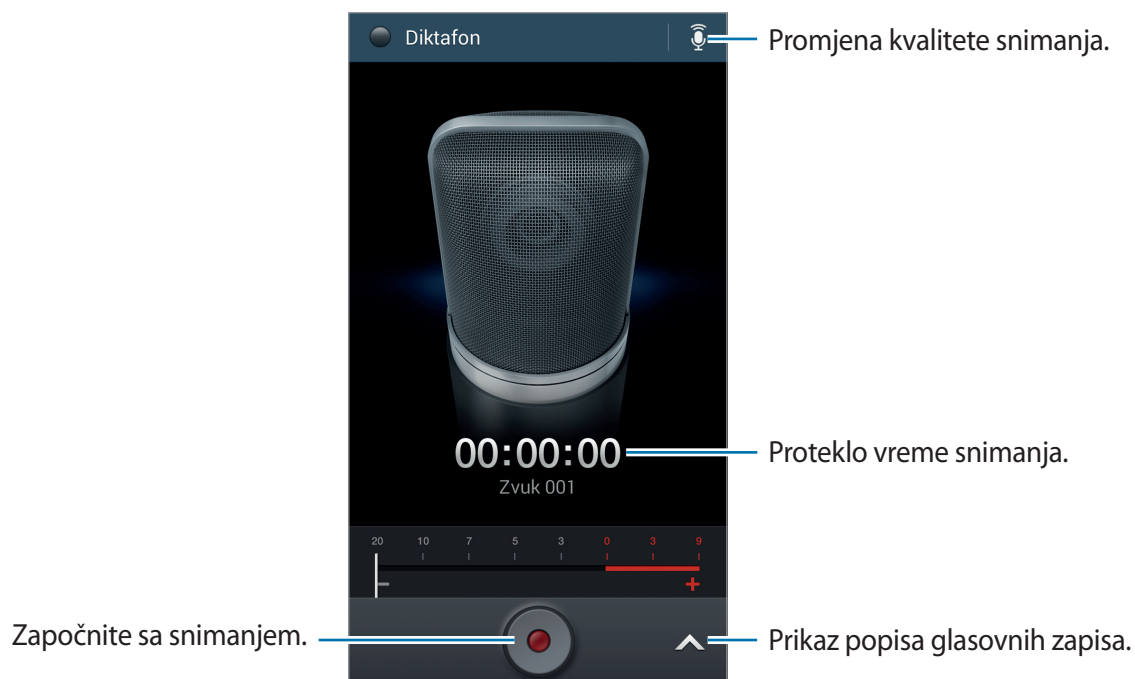 Diktafon
Promjena kvalitete snimanja.
00:00:00
Proteklo vreme snimanja.
Zvuk 001
20 10 7 5 3 0 3 9
− +
Započnite sa snimanjem.
Prikaz popisa glasovnih zapisa.